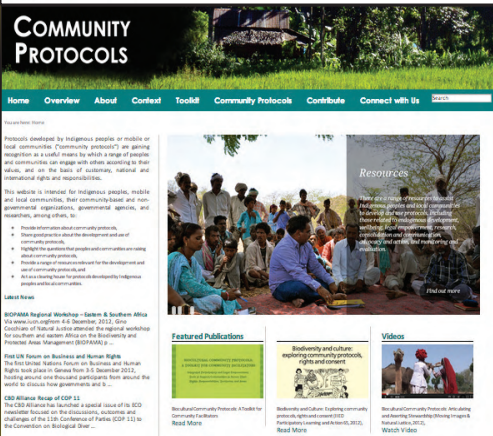 COMMUNITY
PROTOCOLS
Home Overview About Context Toolkit Community Protocols Contribute Connect with Us Search
You are here: Home
Protocols developed by Indigenous peoples or mobile or
local communities ("community protocols") are gaining
recognition as a useful means by which a range of peoples
and communities can engage with others according to their
values, and on the basis of customary, national and
international rights and responsibilities.
This website is intended for Indigenous peoples, mobile
and local communities, their community-based and non-
governmental organizations, governmental agencies, and
researchers, among others, to:
Provide information about community protocols,
Share good practice about the development and use of
community protocols,
Highlight the questions that peoples and communities are raising
about community protocols,
Provide a range of resources relevant for the development and
use of community protocols, and
Act as a clearing house for protocols developed by Indigenous
peoples and local communities.
Latest News
BIOPAMA Regional Workshop – Eastern & Southern Africa
Via www.iucn.org from 4-6 December, 2012, Gino
Cocchiaro of Natural Justice attended the regional workshop
for southern and eastern Africa on the Biodiversity and
Protected Areas Management (BIOPAMA) p ...
First UN Forum on Business and Human Rights
The first United Nations Forum on Business and Human
Rights took place in Geneva from 3-5 December 2012,
hosting around one thousand participants from around the
world to discuss how governments and b ...
CBD Alliance Recap of COP 11
The CBD Alliance has launched a special issue of its ECO
newsletter focused on the discussions, outcomes and
challenges of the 11th Conference of Parties (COP 11) to
the Convention on Biological Diver ...
Resources
There are a range of resources to assist
Indigenous peoples and local communities
to develop and use protocols, including
those related to endogenous development,
wellbeing, legal empowerment, research,
consolidation and communication,
advocacy and action, and monitoring and
evaluation.
Find out more
Featured Publications
BIOCULTURAL COMMUNITY PROTOCOLS
A TOOLKIT FOR COMMUNITY FACILITATORS
Biocultural Community Protocols: A Toolkit for
Community Facilitators
Read More
Biodiversity and culture:
exploring community protocols,
rights and consent
Biodiversity and Culture: Exploring community
protocols, rights and consent (IIED
Participatory Learning and Action 65, 2012),
Read More
Videos
Biocultural Community Protocols: Articulating
and Asserting Stewardship (Moving Images &
Natural Justice, 2012),
Watch Video